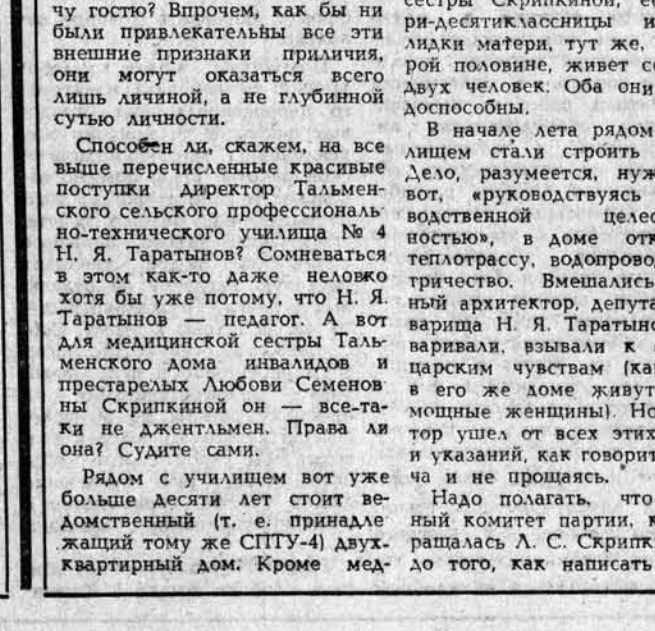 чу гостю? Впрочем, как бы ни
были привлекательны все эти
внешние признаки приличия,
они могут оказаться всего
лишь личиной, а не глубинной
сутью личности.
Способен ли, скажем, на все
выше перечисленные красивые
поступки директор Тальмен-
ского сельского профессиональ
но-технического училища № 4
Н. Я. Таратынов? Сомневаться
в этом как-то даже неловко
хотя бы уже потому, что Н. Я.
Таратынов — педагог. А вот
для медицинской сестры Таль-
менского дома инвалидов и
престарелых Любови Семенов
ны Скрипкиной он — все-та-
ки не джентльмен. Права ли
она? Судите сами.
Рядом с училищем вот уже
больше десяти лет стоит ве-
домственный (т. е. принадле
жащий тому же СПТУ-4) двух-
квартирный дом. Кроме мед-
сестры Скрипкиной, ее
ри-десятиклассницы и
лидки матери, тут же,
рой половине, живет се
двух человек. Оба они
доспособны.
В начале лета рядом
лищем стали строить
Дело, разумеется, нуж
вот, «руководствуясь
водственной целес
ностью», в доме отк
теплотрассу, водопровод
тричество. Вмешались
ный архитектор, депута
варища Н. Я. Таратыно
варивали, взывали к
царским чувствам (ка
в его же доме живут
мощные женщины). Но
тор ушел от всех этих
и указаний, как говорит
ча и не прощаясь.
Надо полагать, что
ный комитет партии, к
ращалась Л. С. Скрипк
до того, как написать